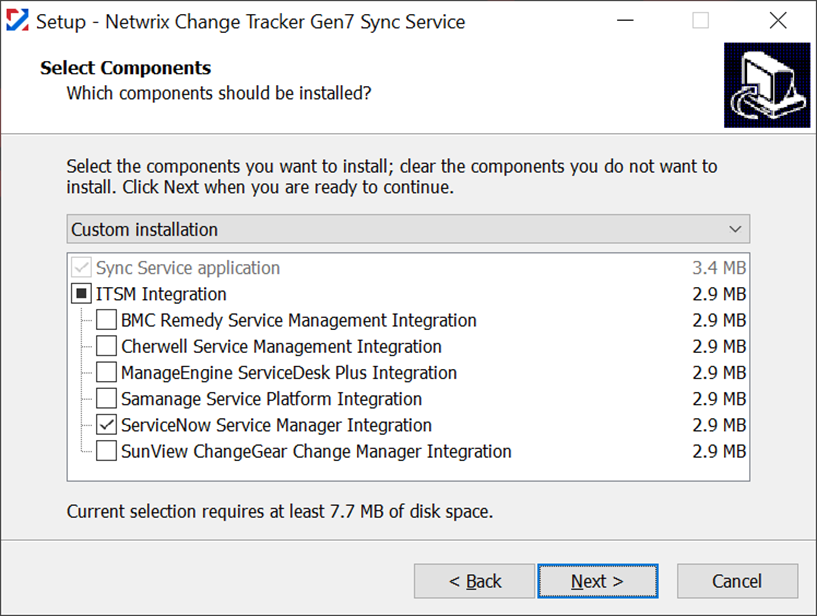 Setup - Netwrix Change Tracker Gen7 Sync Service
Select Components
Which components should be installed?
Select the components you want to install; clear the components you do not want to
install. Click Next when you are ready to continue.
Custom installation
Sync Service application 3.4 MB
ITSM Integration 2.9 MB
BMC Remedy Service Management Integration 2.9 MB
Cherwell Service Management Integration 2.9 MB
ManageEngine ServiceDesk Plus Integration 2.9 MB
Samanage Service Platform Integration 2.9 MB
ServiceNow Service Manager Integration 2.9 MB
SunView ChangeGear Change Manager Integration 2.9 MB
Current selection requires at least 7.7 MB of disk space.
< Back Next > Cancel